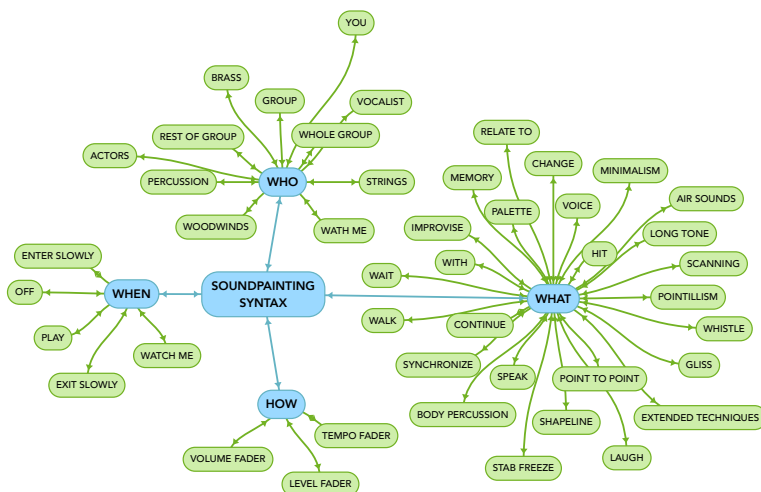 YOU
BRASS
GROUP
VOCALIST
REST OF GROUP
WHOLE GROUP
ACTORS
PERCUSSION
WHO
STRINGS
WOODWINDS
WATH ME
RELATE TO
CHANGE
MINIMALISM
MEMORY
PALETTE
VOICE
AIR SOUNDS
IMPROVISE
LONG TONE
WITH
HIT
SCANNING
WAIT
WHAT
POINTILLISM
WALK
CONTINUE
WHISTLE
SYNCHRONIZE
SPEAK
POINT TO POINT
GLISS
BODY PERCUSSION
SHAPELINE
EXTENDED TECHNIQUES
STAB FREEZE
LAUGH
ENTER SLOWLY
OFF
WHEN
SOUNDPAINTING
SYNTAX
PLAY
WATCH ME
EXIT SLOWLY
HOW
TEMPO FADER
VOLUME FADER
LEVEL FADER